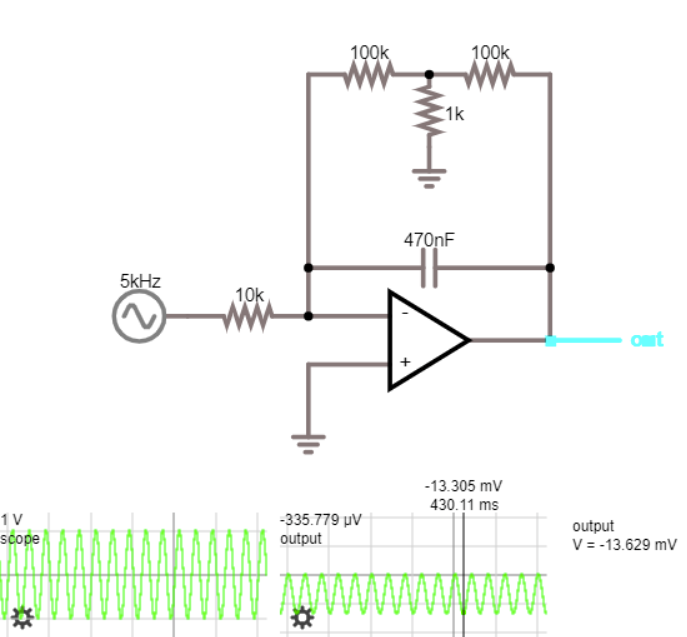 100k
100k
1k
470nF
5kHz
10k
-
+
out
-13.305 mV
430.11 ms
1 V
scope
-335.779 µV
output
output
V = -13.629 mV